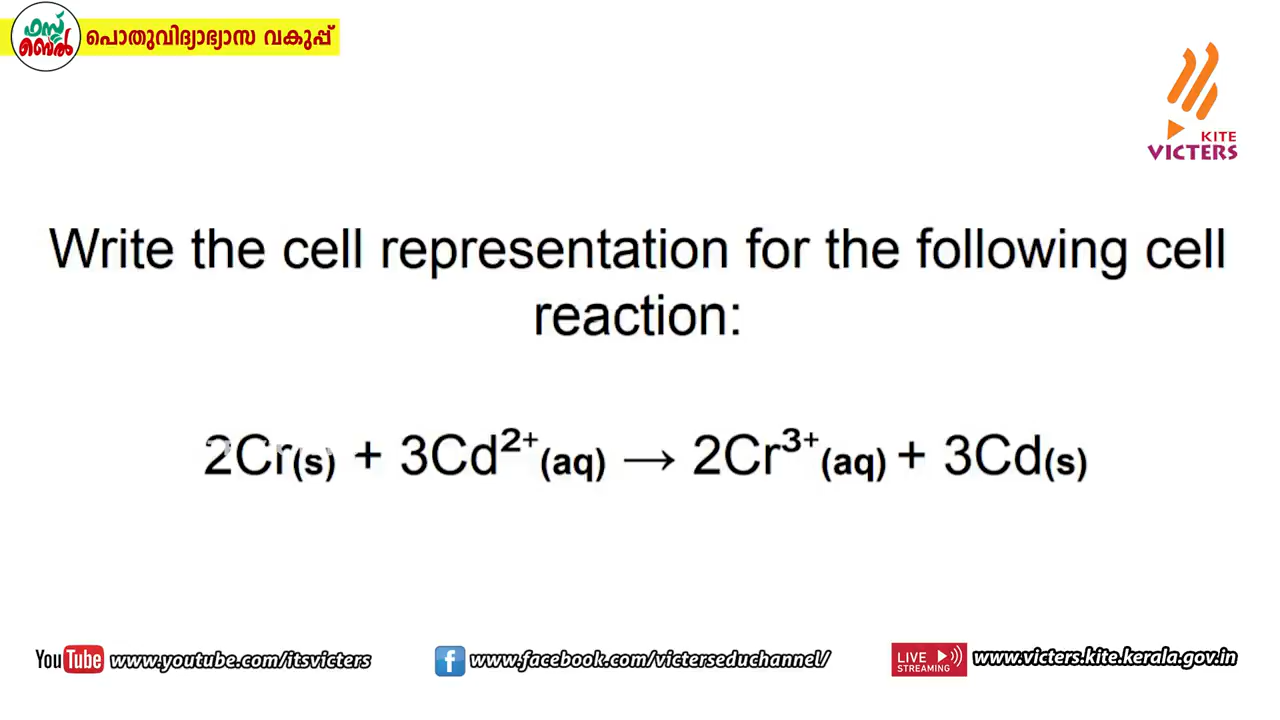 ഫസ്റ്റ്
ബെൽ
പൊതുവിദ്യാഭ്യാസ വകുപ്പ്
KITE
VICTERS
Write the cell representation for the following cell
reaction:
2Cr(s) + 3Cd²⁺(aq) → 2Cr³⁺(aq) + 3Cd(s)
YouTube www.youtube.com/itsvicters
f www.facebook.com/victerseduchannel/
LIVE STREAMING www.victers.kite.kerala.gov.in